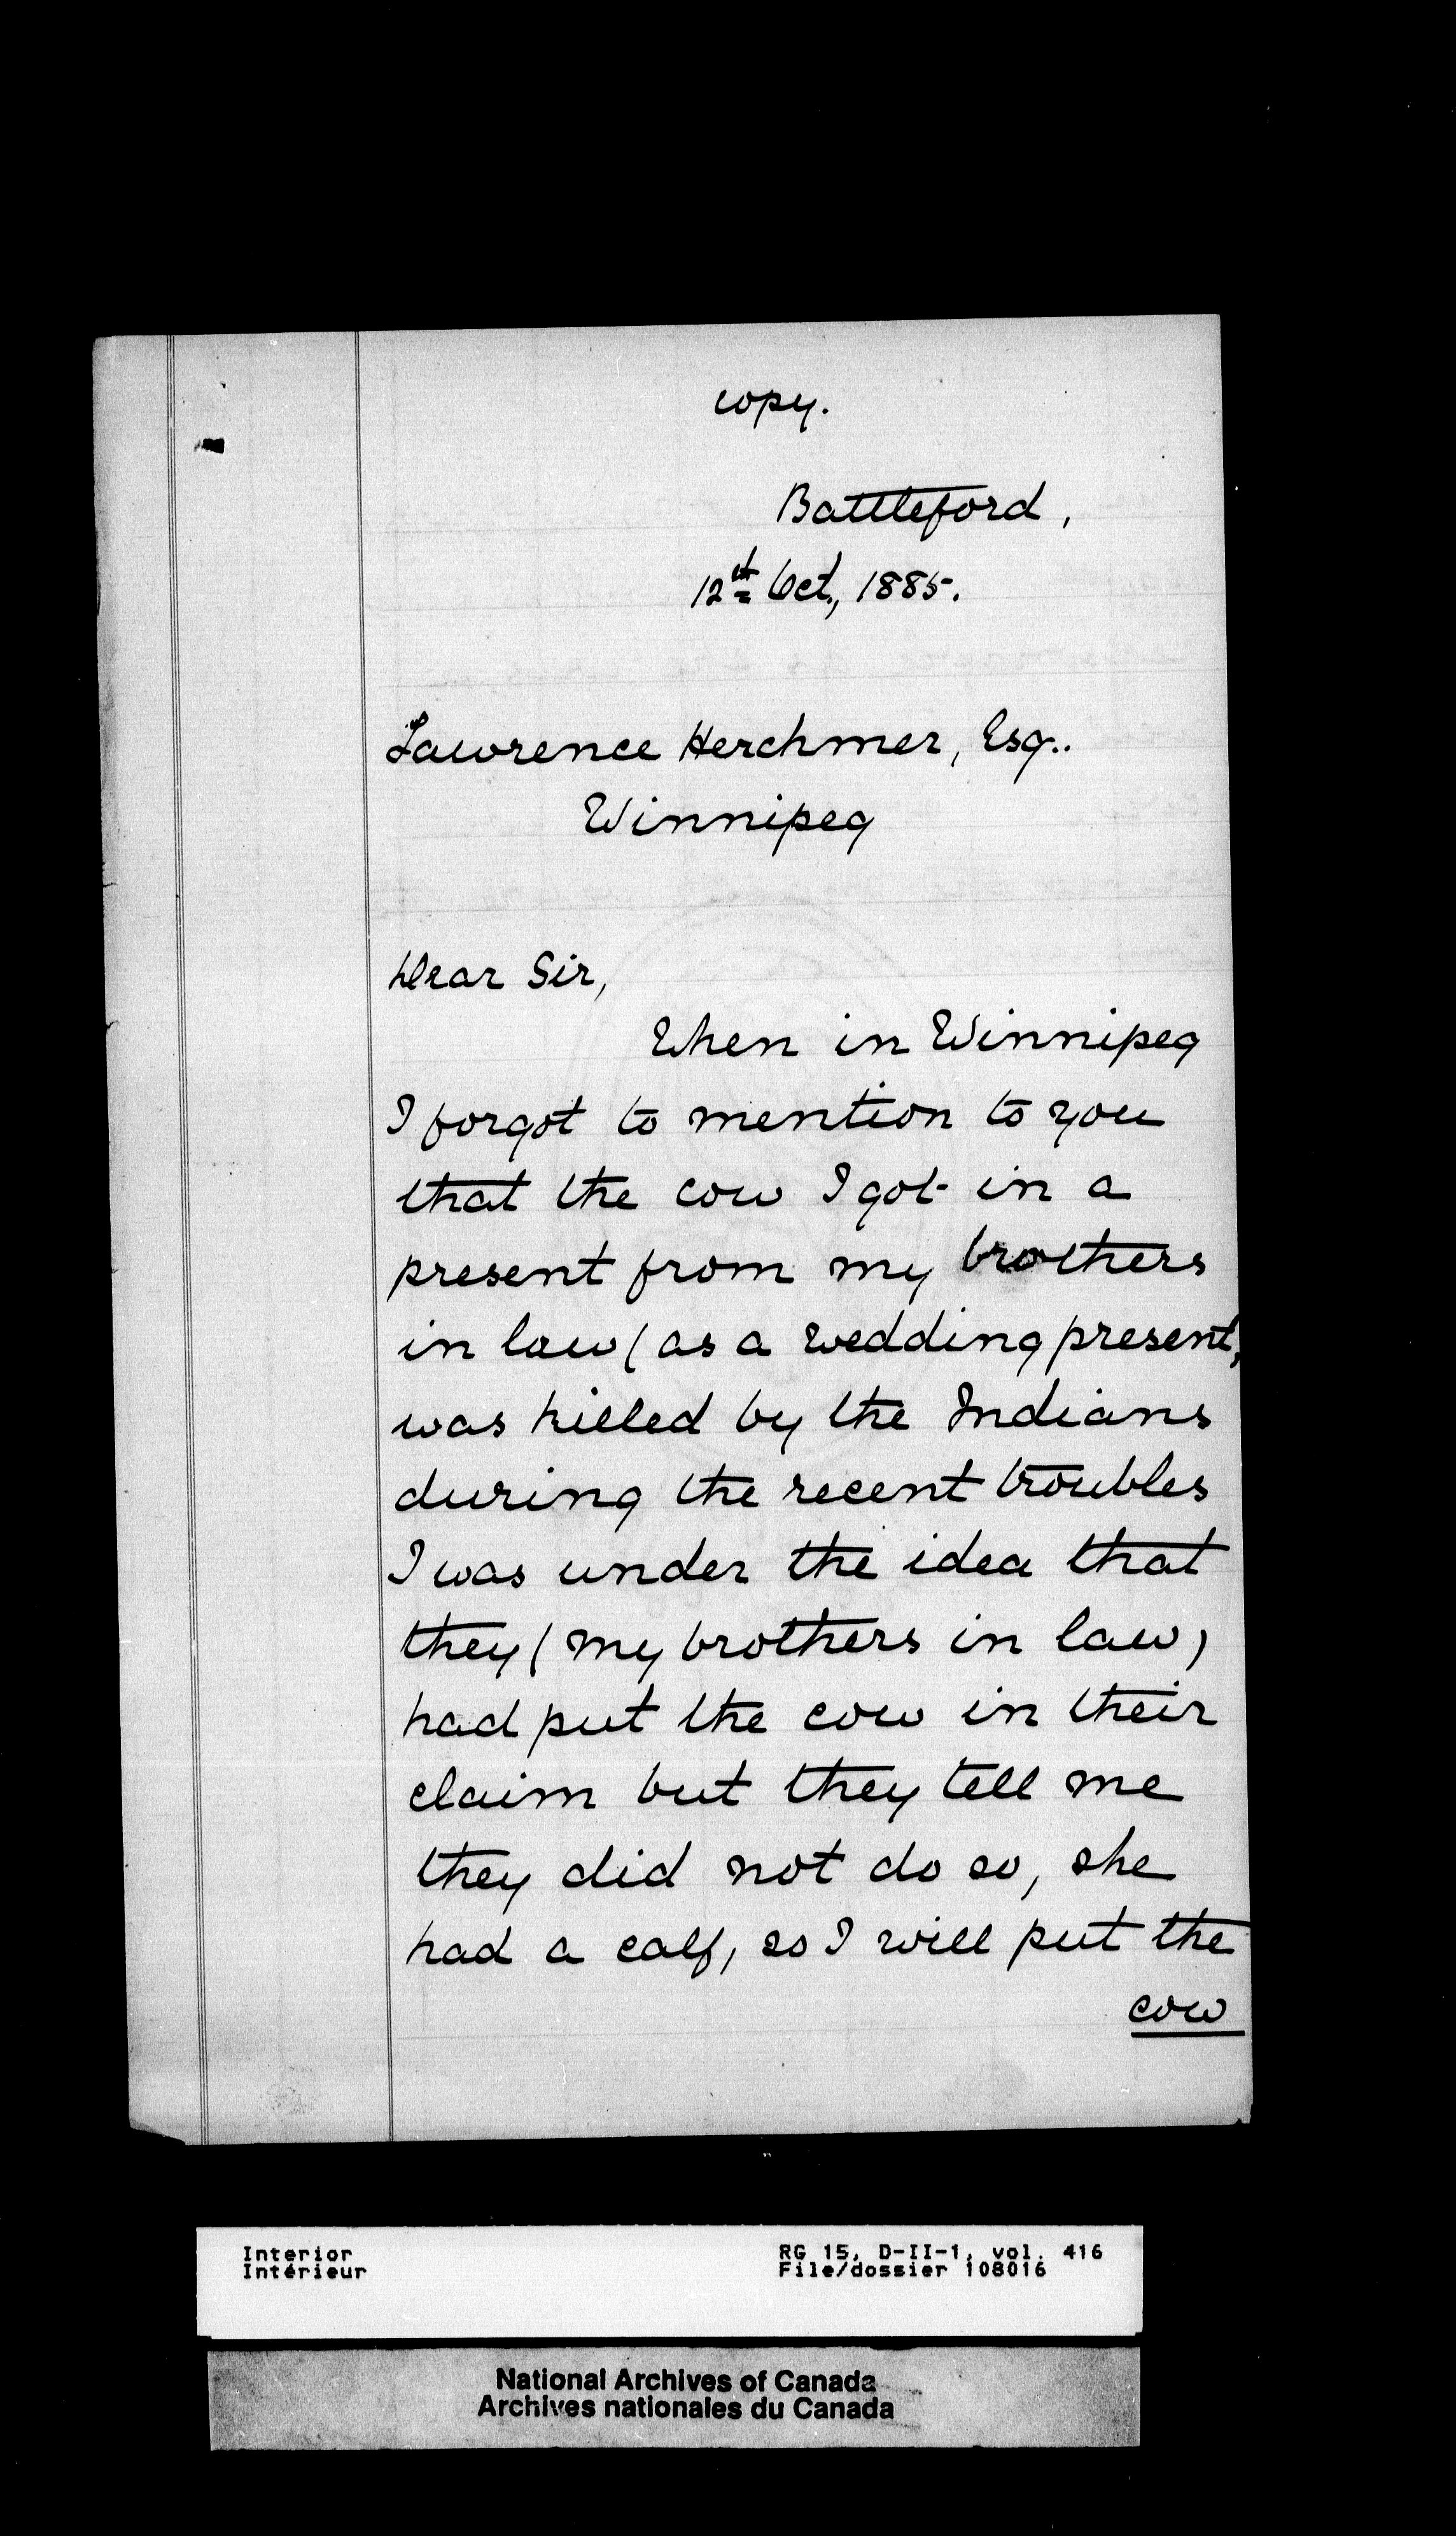 copy.
Battleford,
12th Oct., 1885.
Lawrence Herchmer, Esq..
Winnipeg
Dear Sir,
When in Winnipeg
I forgot to mention to you
that the cow I got in a
present from my brothers
in law (as a wedding present,
was killed by the Indians
during the recent troubles
I was under the idea that
they (my brothers in law)
had put the cow in their
claim but they tell me
they did not do so, she
had a calf, so I will put the
cow
Interior
Intérieur
RG 15, D-II-1, vol. 416
File/dossier 108016
National Archives of Canada
Archives nationales du Canada